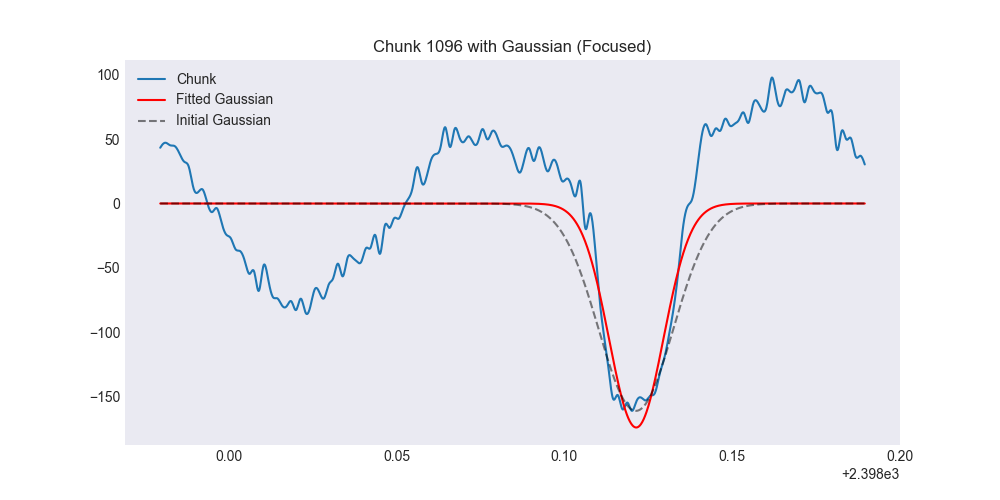 Chunk 1096 with Gaussian (Focused)
Chunk
Fitted Gaussian
Initial Gaussian
100
50
0
−50
−100
−150
0.00 0.05 0.10 0.15 0.20
+2.398e3